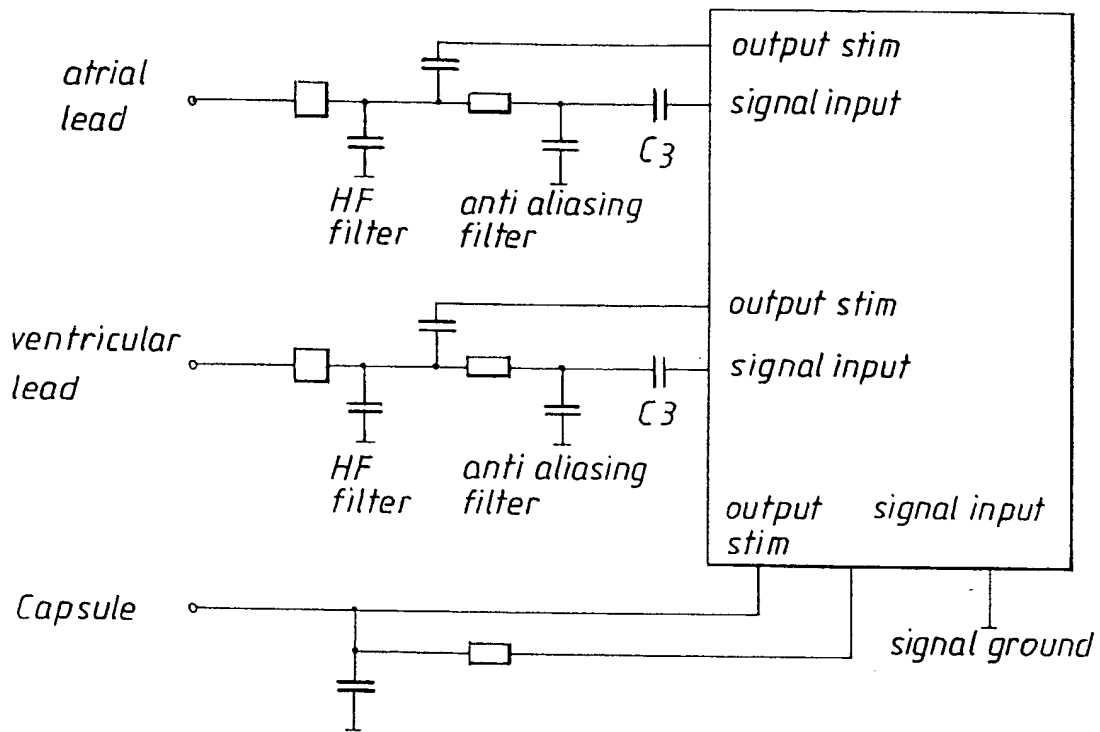 output stim
atrial
lead
signal input
C3
HF
filter
anti aliasing
filter
output stim
ventricular
lead
signal input
C3
HF
filter
anti aliasing
filter
output
stim
signal input
Capsule
signal ground